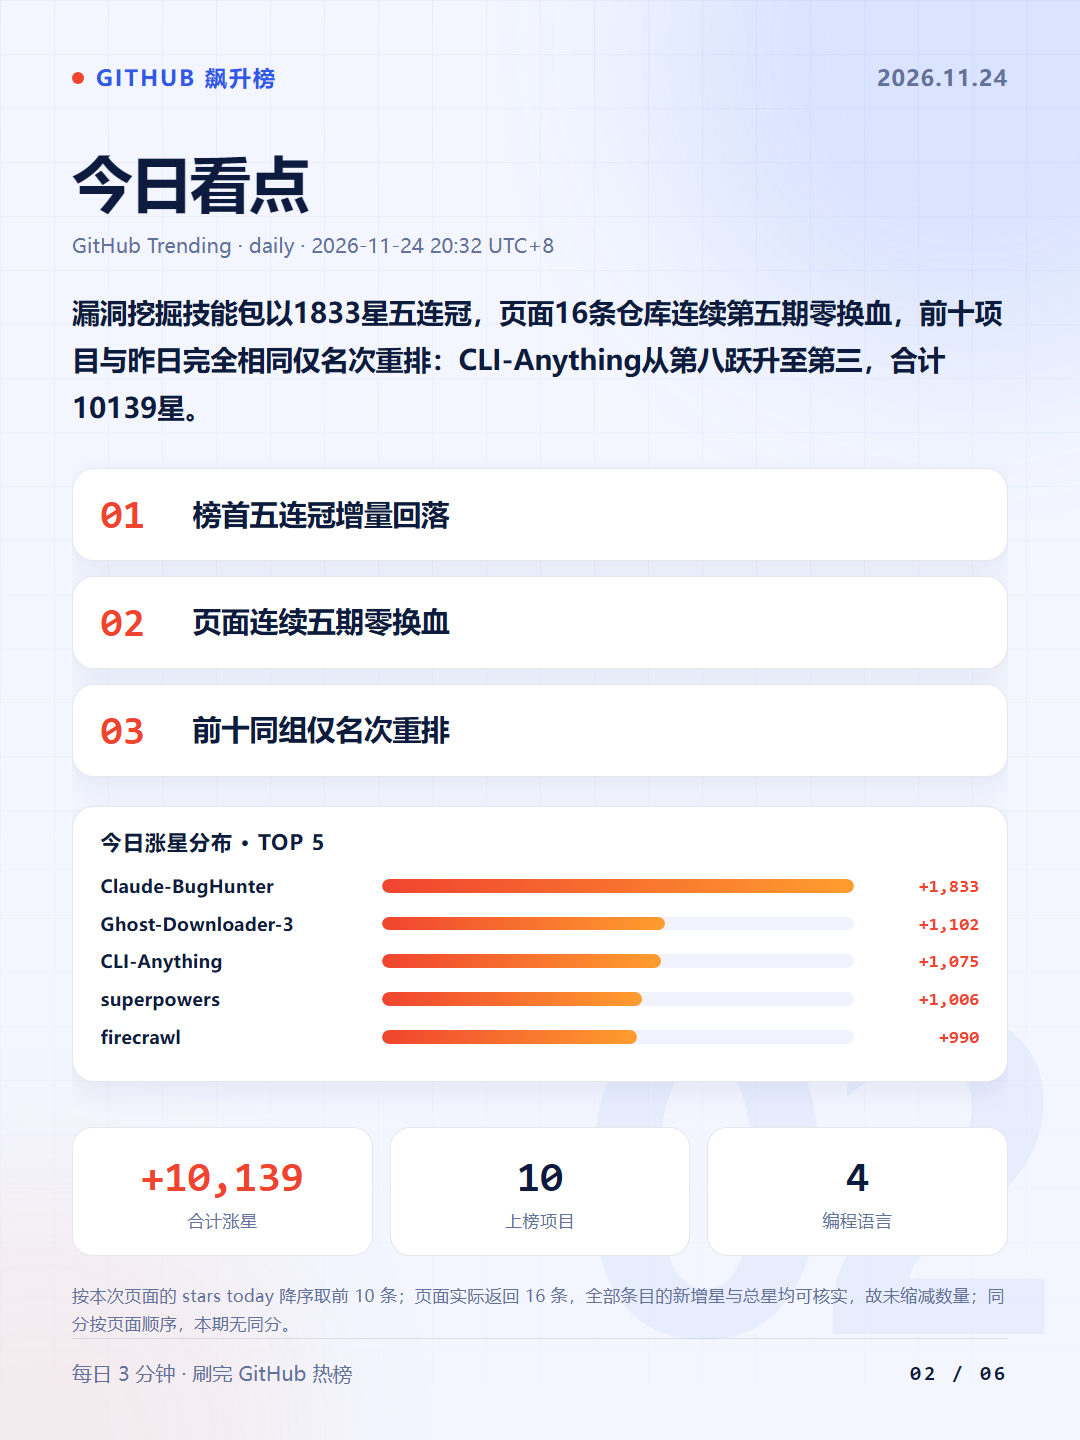 GITHUB 飙升榜
2026.11.24
今日看点
GitHub Trending · daily · 2026-11-24 20:32 UTC+8
漏洞挖掘技能包以1833星五连冠，页面16条仓库连续第五期零换血，前十项
目与昨日完全相同仅名次重排：CLI-Anything从第八跃升至第三，合计
10139星。
01 榜首五连冠增量回落
02 页面连续五期零换血
03 前十同组仅名次重排
今日涨星分布 • TOP 5
Claude-BugHunter +1,833
Ghost-Downloader-3 +1,102
CLI-Anything +1,075
superpowers +1,006
firecrawl +990
+10,139
合计涨星
10
上榜项目
4
编程语言
按本次页面的 stars today 降序取前 10 条；页面实际返回 16 条，全部条目的新增星与总星均可核实，故未缩减数量；同
分按页面顺序，本期无同分。
每日 3 分钟 · 刷完 GitHub 热榜
02 / 06
02